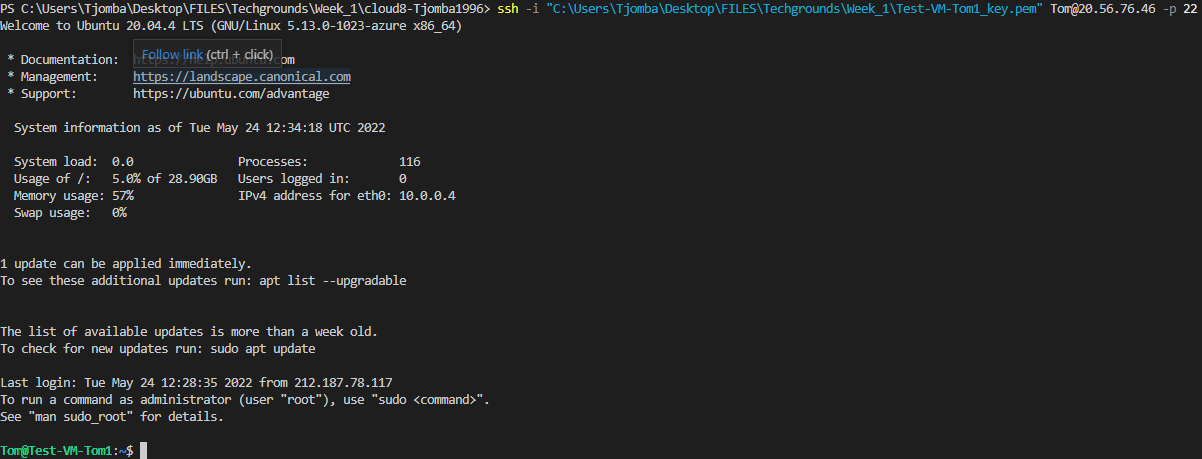 PS C:\Users\Tjomba\Desktop\FILES\Techgrounds\Week_1\cloud8-Tjomba1996> ssh -i "C:\Users\Tjomba\Desktop\FILES\Techgrounds\Week_1\Test-VM-Tom1_key.pem" Tom@20.56.76.46 -p 22
Welcome to Ubuntu 20.04.4 LTS (GNU/Linux 5.13.0-1023-azure x86_64)
Follow link (ctrl + click)
* Documentation: https://help.ubuntu.com
* Management: https://landscape.canonical.com
* Support: https://ubuntu.com/advantage
System information as of Tue May 24 12:34:18 UTC 2022
System load: 0.0 Processes: 116
Usage of /: 5.0% of 28.90GB Users logged in: 0
Memory usage: 57% IPv4 address for eth0: 10.0.0.4
Swap usage: 0%
1 update can be applied immediately.
To see these additional updates run: apt list --upgradable
The list of available updates is more than a week old.
To check for new updates run: sudo apt update
Last login: Tue May 24 12:28:35 2022 from 212.187.78.117
To run a command as administrator (user "root"), use "sudo <command>".
See "man sudo_root" for details.
Tom@Test-VM-Tom1:~$